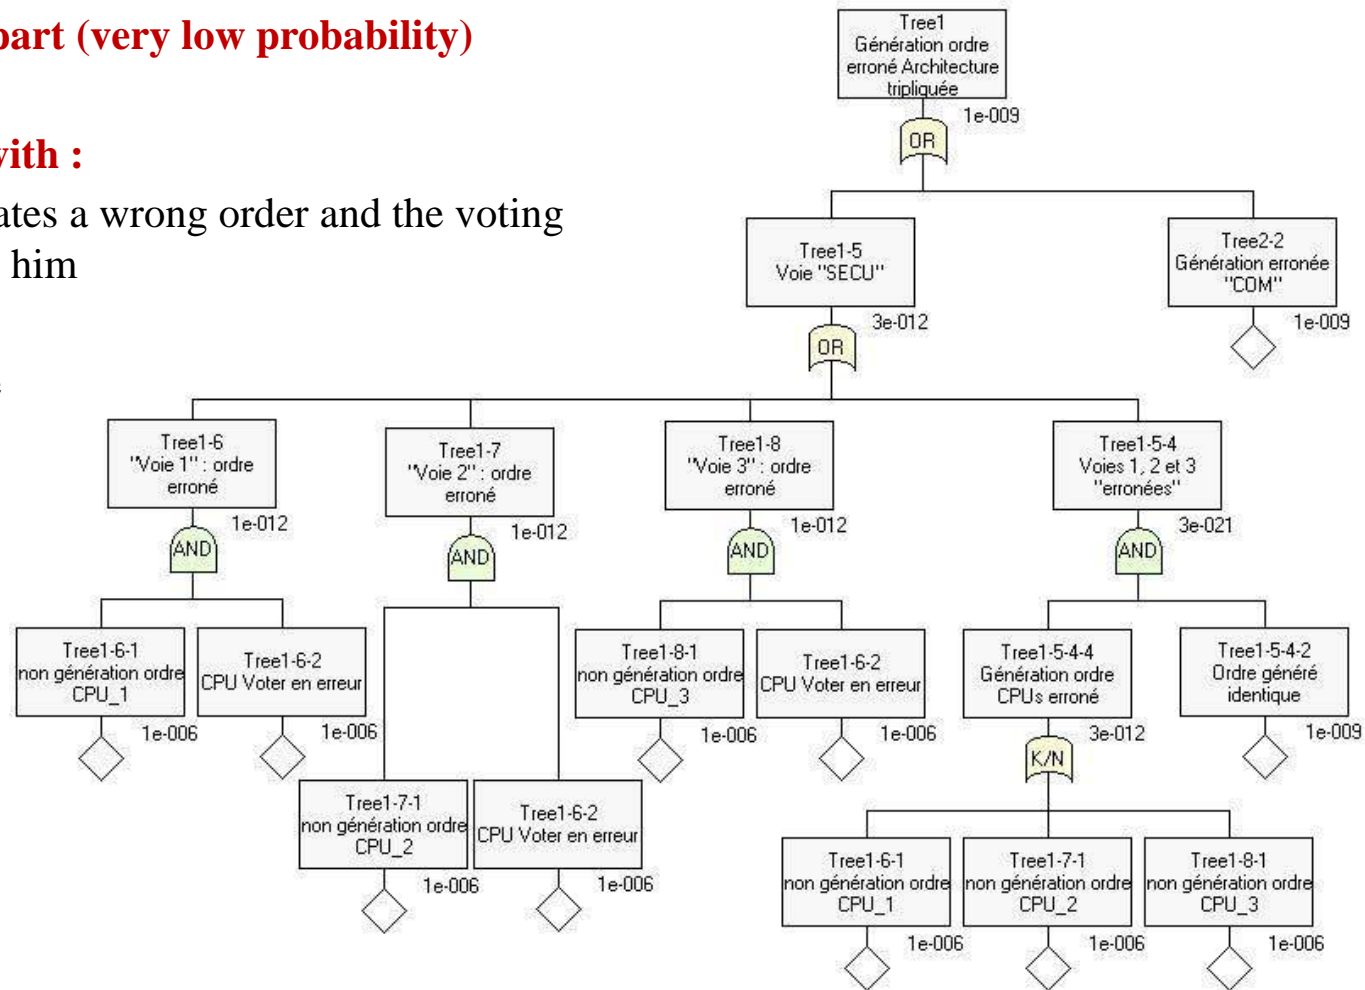 part (very low probability)
with :
ates a wrong order and the voting
him
Tree1
Génération ordre
erroné Architecture
tripliquée
1e-009
OR
Tree1-5
Voie "SECU"
3e-012
OR
Tree2-2
Génération erronée
"COM"
1e-009
Tree1-6
"Voie 1" : ordre
erroné
1e-012
AND
Tree1-7
"Voie 2" : ordre
erroné
1e-012
AND
Tree1-8
"Voie 3" : ordre
erroné
1e-012
AND
Tree1-5-4
Voies 1, 2 et 3
"erronées"
3e-021
AND
Tree1-6-1
non génération ordre
CPU_1
1e-006
Tree1-6-2
CPU Voter en erreur
1e-006
Tree1-8-1
non génération ordre
CPU_3
1e-006
Tree1-6-2
CPU Voter en erreur
1e-006
Tree1-5-4-4
Génération ordre
CPUs erroné
3e-012
K/N
Tree1-5-4-2
Ordre généré
identique
1e-009
Tree1-7-1
non génération ordre
CPU_2
1e-006
Tree1-6-2
CPU Voter en erreur
1e-006
Tree1-6-1
non génération ordre
CPU_1
1e-006
Tree1-7-1
non génération ordre
CPU_2
1e-006
Tree1-8-1
non génération ordre
CPU_3
1e-006